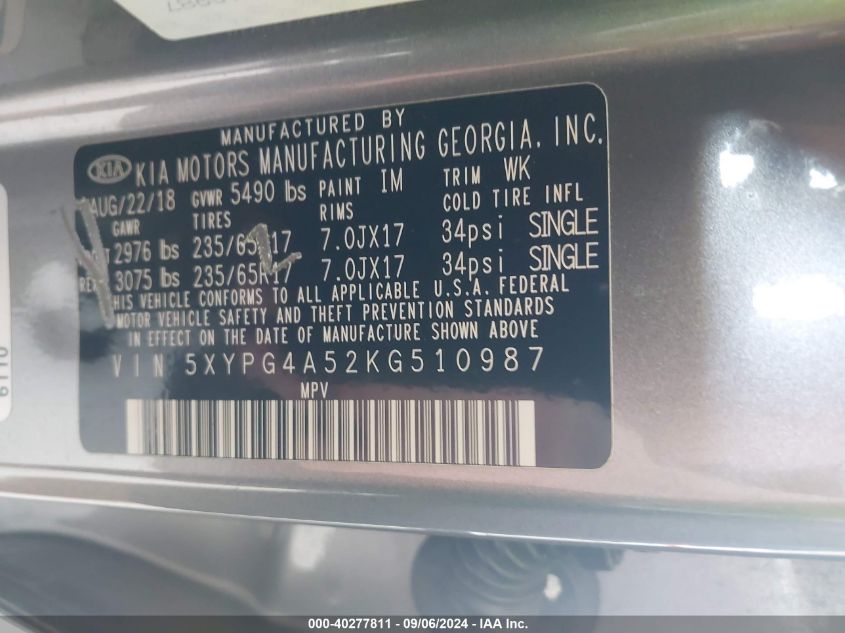 MANUFACTURED BY
KIA KIA MOTORS MANUFACTURING GEORGIA, INC.
AUG/22/18 GVWR 5490 lbs PAINT IM TRIM WK
GAWR TIRES RIMS COLD TIRE INFL
2976 lbs 235/65R17 7.0JX17 34psi SINGLE
3075 lbs 235/65R17 7.0JX17 34psi SINGLE
THIS VEHICLE CONFORMS TO ALL APPLICABLE U.S.A. FEDERAL
MOTOR VEHICLE SAFETY AND THEFT PREVENTION STANDARDS
IN EFFECT ON THE DATE OF MANUFACTURE SHOWN ABOVE
VIN 5XYPG4A52KG510987
MPV
000-40277811 - 09/06/2024 - IAA Inc.